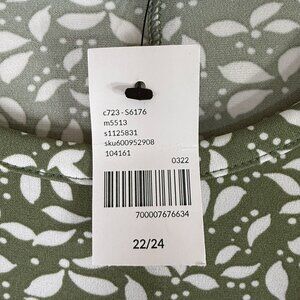 c723 - S6176
m5513
s1125831
sku600952908
104161
0322
700007676634
22/24